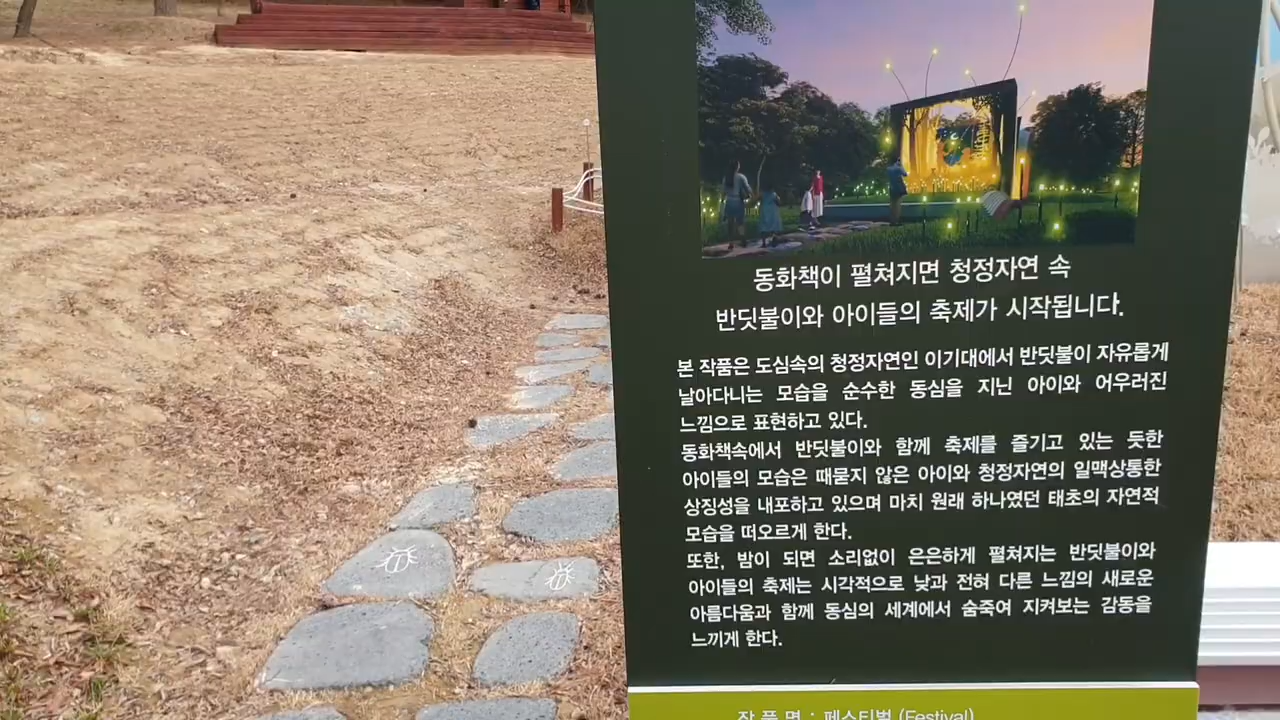 동화책이 펼쳐지면 청정자연 속
반딧불이와 아이들의 축제가 시작됩니다.
본 작품은 도심속의 청정자연인 이기대에서 반딧불이 자유롭게
날아다니는 모습을 순수한 동심을 지닌 아이와 어우러진
느낌으로 표현하고 있다.
동화책속에서 반딧불이와 함께 축제를 즐기고 있는 듯한
아이들의 모습은 때묻지 않은 아이와 청정자연의 일맥상통한
상징성을 내포하고 있으며 마치 원래 하나였던 태초의 자연적
모습을 떠오르게 한다.
또한, 밤이 되면 소리없이 은은하게 펼쳐지는 반딧불이와
아이들의 축제는 시각적으로 낮과 전혀 다른 느낌의 새로운
아름다움과 함께 동심의 세계에서 숨죽여 지켜보는 감동을
느끼게 한다.
작 품 명 : 페스티벌 (Festival)